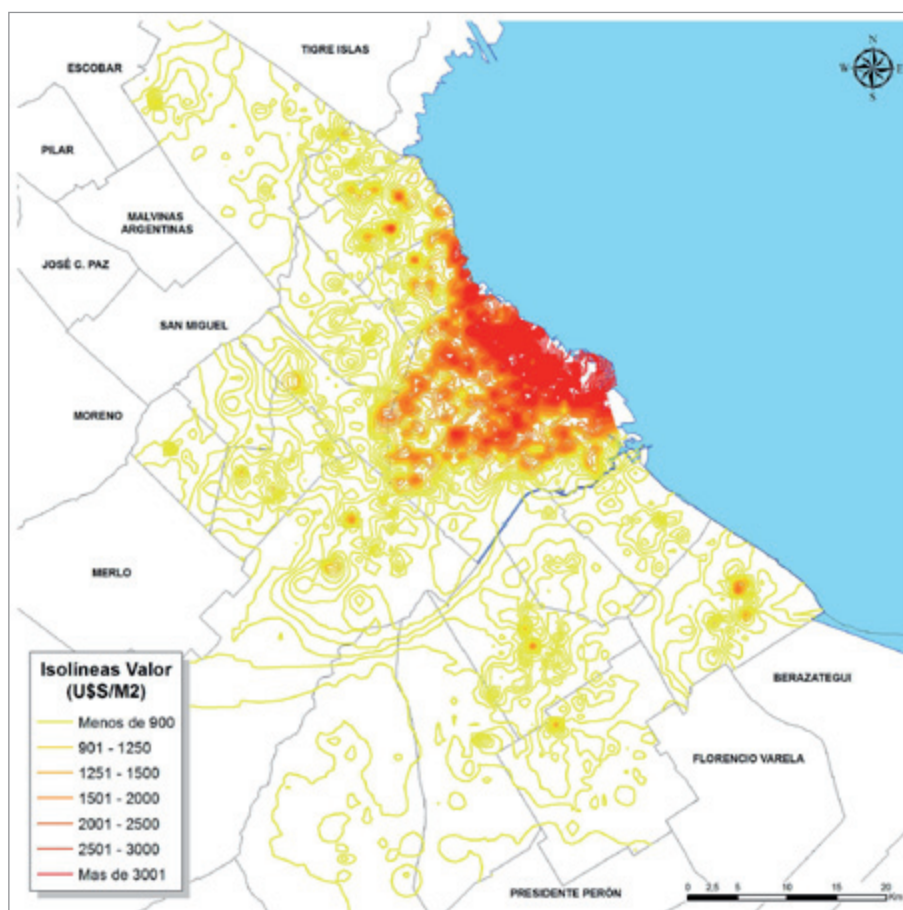 TIGRE ISLAS
ESCOBAR
PILAR
MALVINAS
ARGENTINAS
JOSÉ C. PAZ
SAN MIGUEL
MORENO
MERLO
BERAZATEGUI
FLORENCIO VARELA
PRESIDENTE PERÓN
N
W E
S
Isolíneas Valor
(U$S/M2)
Menos de 900
901 - 1250
1251 - 1500
1501 - 2000
2001 - 2500
2501 - 3000
Mas de 3001
0 2,5 5 10 15 20
Km